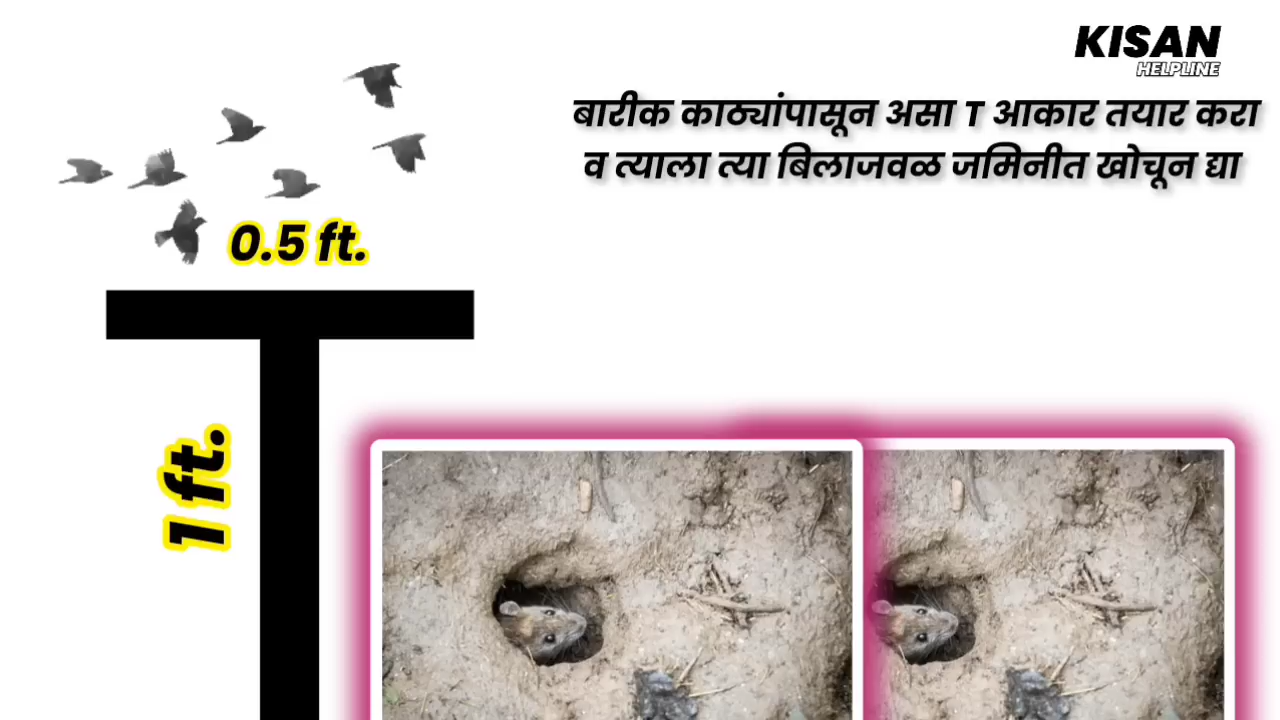 KISAN
HELPLINE
बारीक काठ्यांपासून असा T आकार तयार करा
व त्याला त्या बिलाजवळ जमिनीत खोचून द्या
0.5 ft.
1 ft.